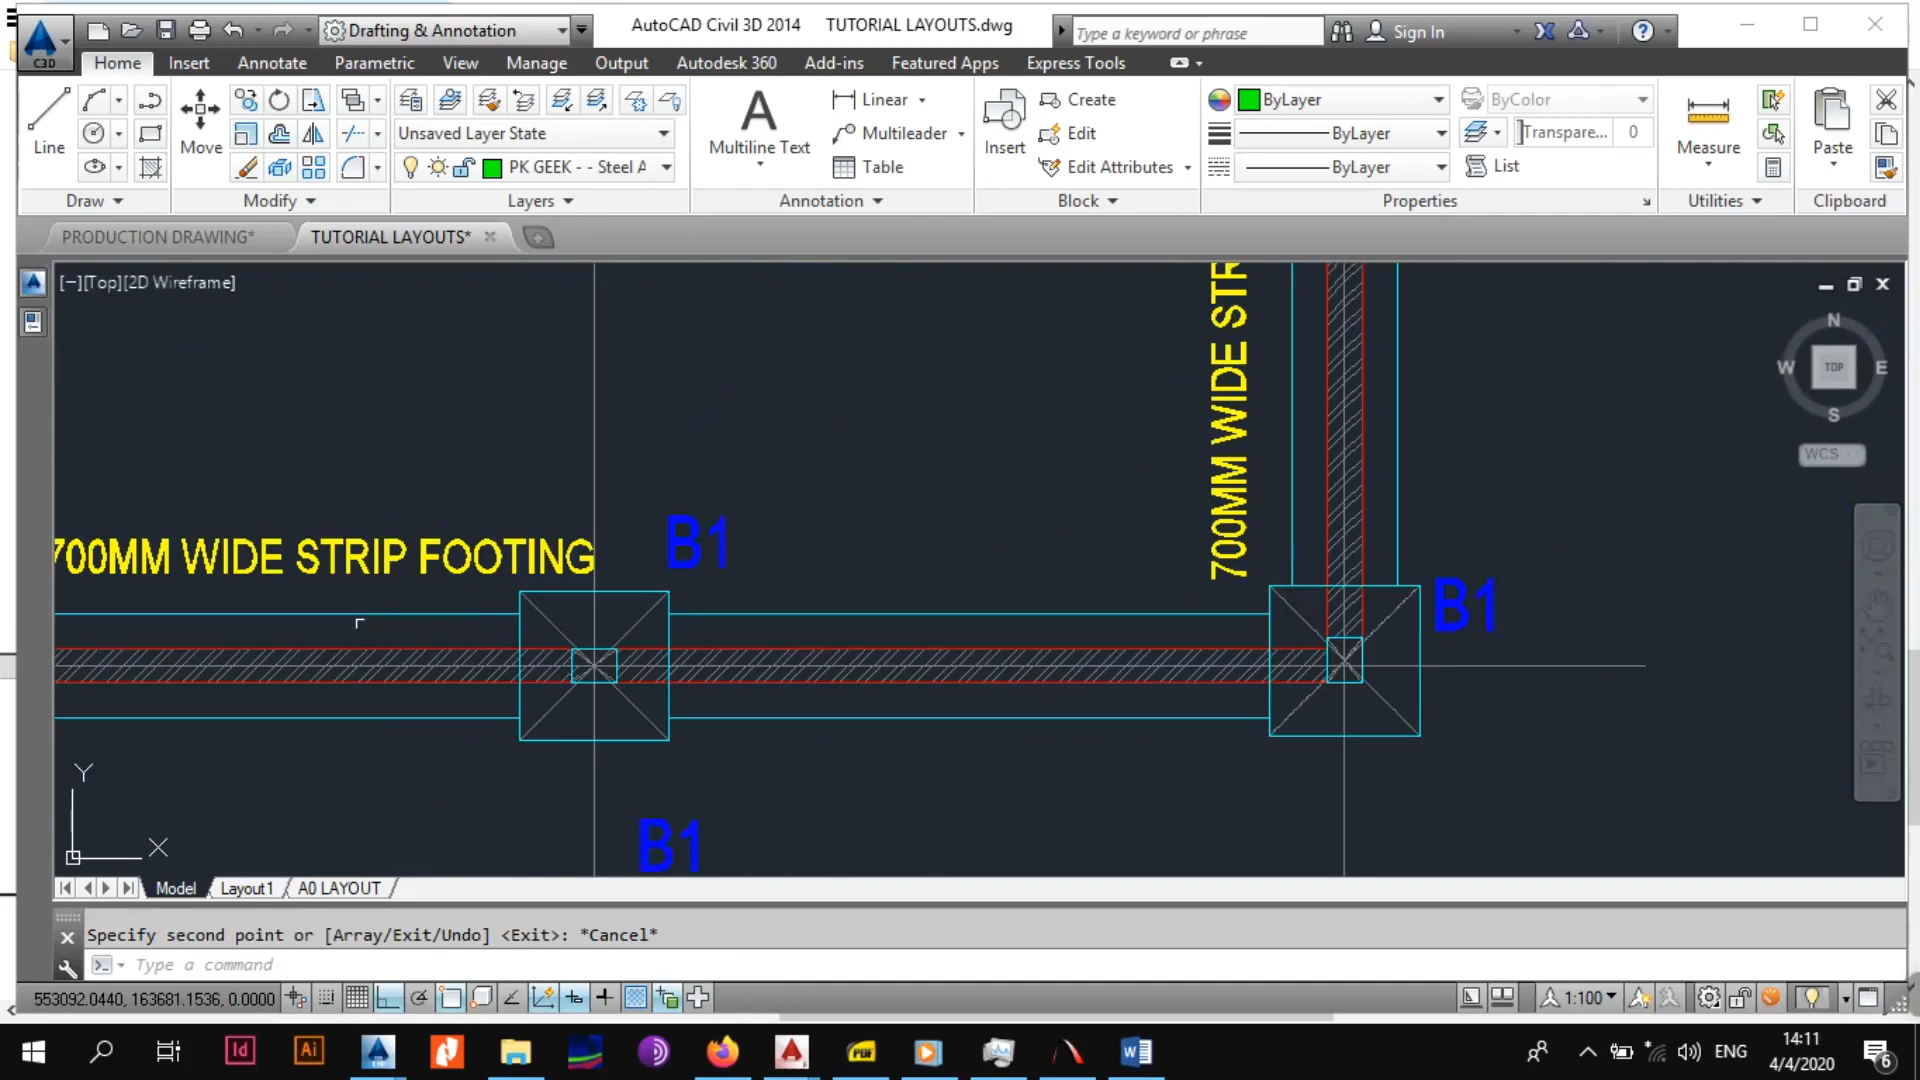 Drafting & Annotation
AutoCAD Civil 3D 2014 TUTORIAL LAYOUTS.dwg
Type a keyword or phrase
Sign In
C3D
Home Insert Annotate Parametric View Manage Output Autodesk 360 Add-ins Featured Apps Express Tools
Line
Move
Unsaved Layer State
PK GEEK - - Steel A
A
Multiline Text
Linear
Multileader
Table
Insert
Create
Edit
Edit Attributes
ByLayer
ByLayer
ByLayer
ByColor
Transpare... 0
List
Measure
Paste
Draw Modify Layers Annotation Block Properties Utilities Clipboard
PRODUCTION DRAWING* TUTORIAL LAYOUTS*
[−][Top][2D Wireframe]
N
W TOP E
S
WCS
700MM WIDE STR
700MM WIDE STRIP FOOTING
B1
B1
B1
Y
X
Model Layout1 A0 LAYOUT
Specify second point or [Array/Exit/Undo] <Exit>: *Cancel*
Type a command
553092.0440, 163681.1536, 0.0000
1:100
Id
Ai
PDF
W
ENG
14:11
4/4/2020
6